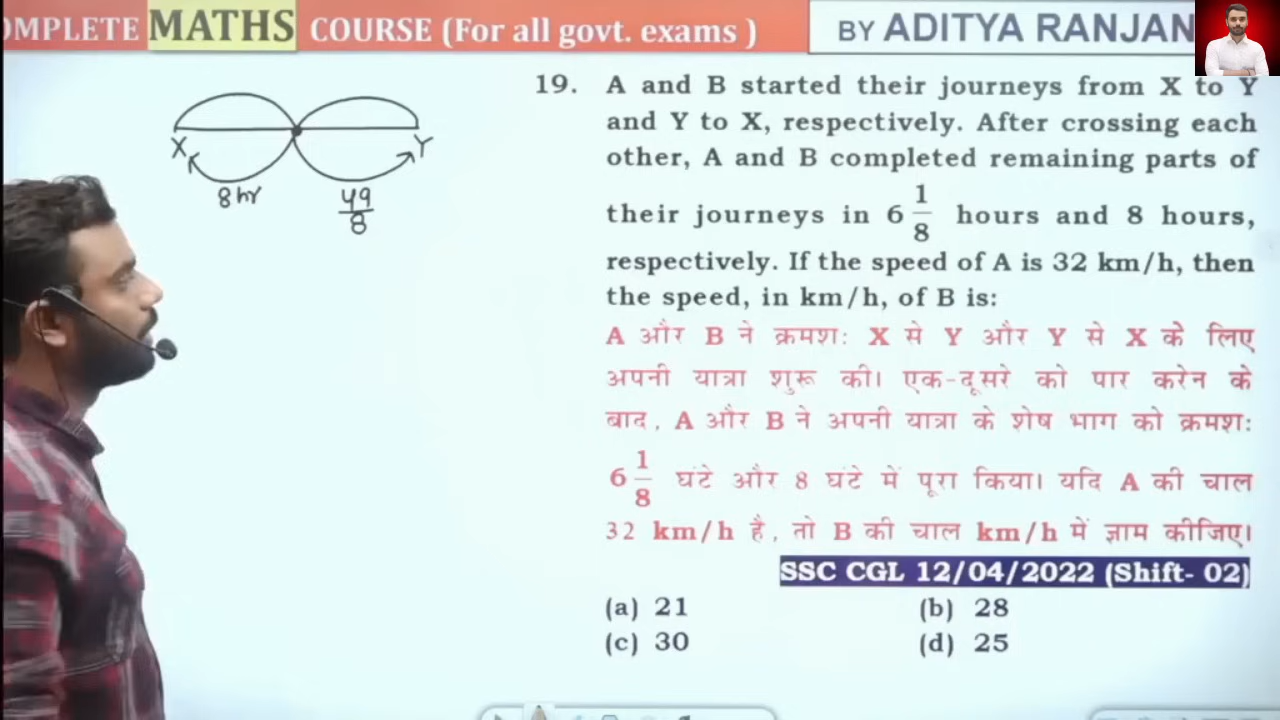 OMPLETE MATHS COURSE (For all govt. exams )
BY ADITYA RANJAN
X
Y
8 hr
49
8
19. A and B started their journeys from X to Y
and Y to X, respectively. After crossing each
other, A and B completed remaining parts of
their journeys in 6 1/8 hours and 8 hours,
respectively. If the speed of A is 32 km/h, then
the speed, in km/h, of B is:
A और B ने क्रमशः X से Y और Y से X के लिए
अपनी यात्रा शुरू की। एक-दूसरे को पार करेन के
बाद, A और B ने अपनी यात्रा के शेष भाग को क्रमशः
6 1/8 घंटे और 8 घंटे में पूरा किया। यदि A की चाल
32 km/h है, तो B की चाल km/h में ज्ञाम कीजिए।
SSC CGL 12/04/2022 (Shift- 02)
(a) 21 (b) 28
(c) 30 (d) 25